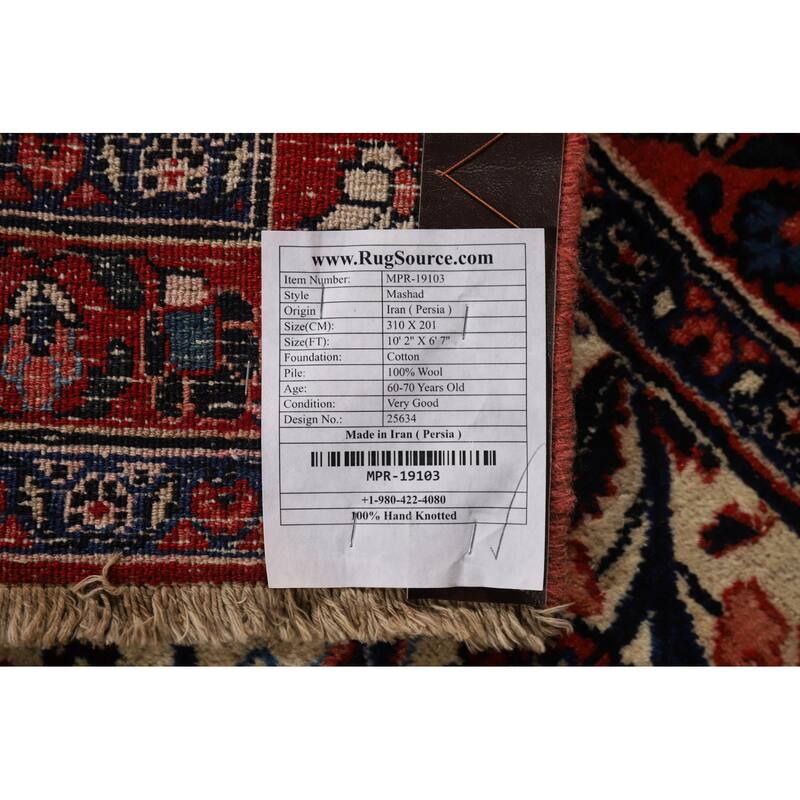 www.RugSource.com
Item Number: MPR-19103
Style Mashad
Origin Iran ( Persia )
Size(CM): 310 X 201
Size(FT): 10' 2" X 6' 7"
Foundation: Cotton
Pile: 100% Wool
Age: 60-70 Years Old
Condition: Very Good
Design No.: 25634
Made in Iran ( Persia )
MPR-19103
+1-980-422-4080
100% Hand Knotted